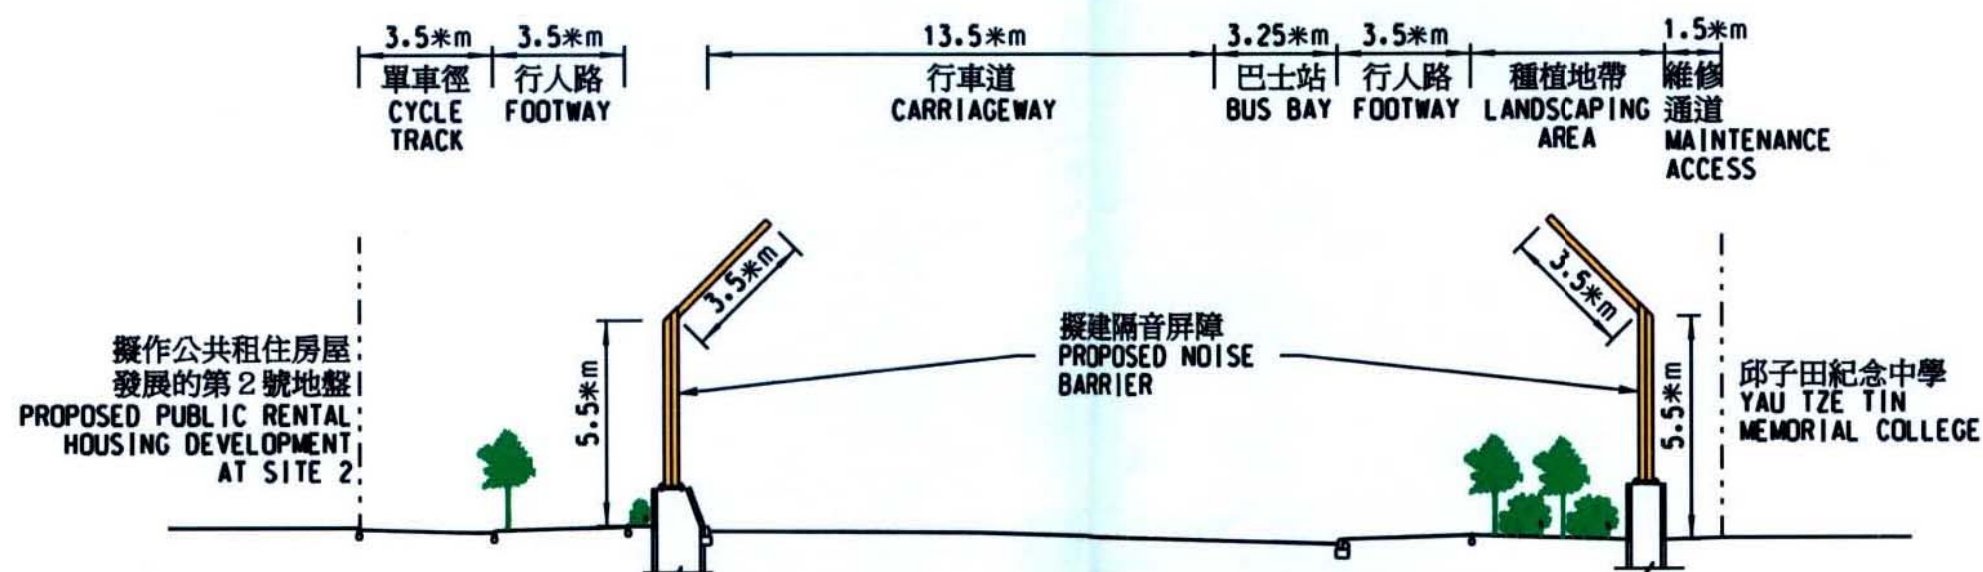 3.5米m
單車徑
CYCLE
TRACK
3.5米m
行人路
FOOTWAY
13.5米m
行車道
CARRIAGEWAY
3.25米m
巴士站
BUS BAY
3.5米m
行人路
FOOTWAY
種植地帶
LANDSCAPING
AREA
1.5米m
維修
通道
MAINTENANCE
ACCESS
3.5米m
3.5米m
擬作公共租住房屋
發展的第2號地盤
PROPOSED PUBLIC RENTAL
HOUSING DEVELOPMENT
AT SITE 2
5.5米m
擬建隔音屏障
PROPOSED NOISE
BARRIER
5.5米m
邱子田紀念中學
YAU TZE TIN
MEMORIAL COLLEGE